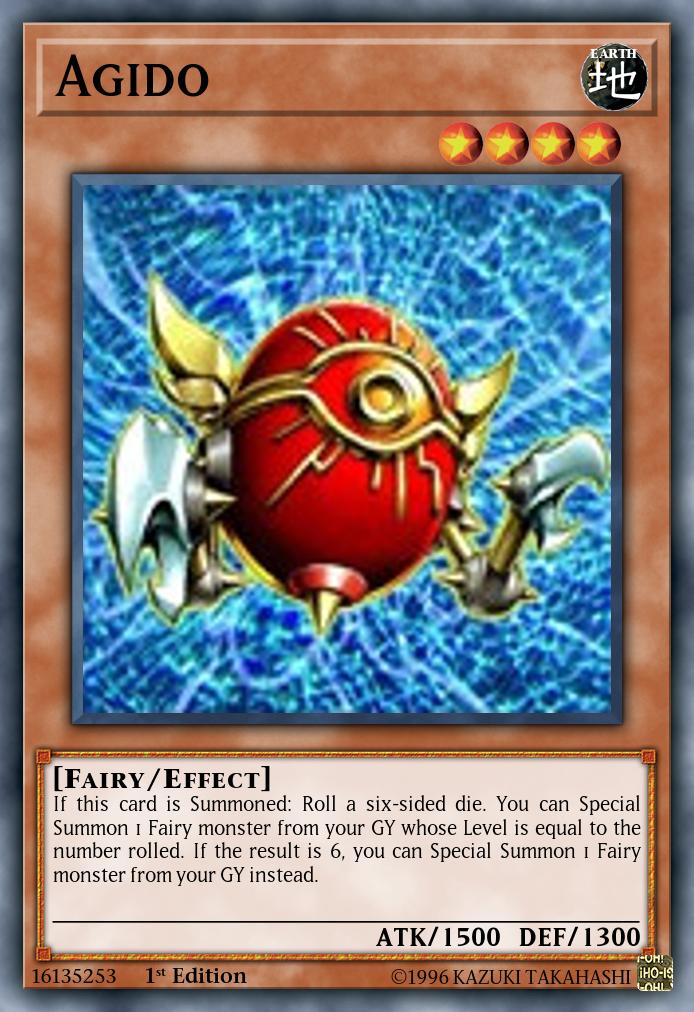 Agido
EARTH
地
[Fairy/Effect]
If this card is Summoned: Roll a six-sided die. You can Special
Summon 1 Fairy monster from your GY whose Level is equal to the
number rolled. If the result is 6, you can Special Summon 1 Fairy
monster from your GY instead.
ATK/1500 DEF/1300
16135253 1st Edition ©1996 KAZUKI TAKAHASHI